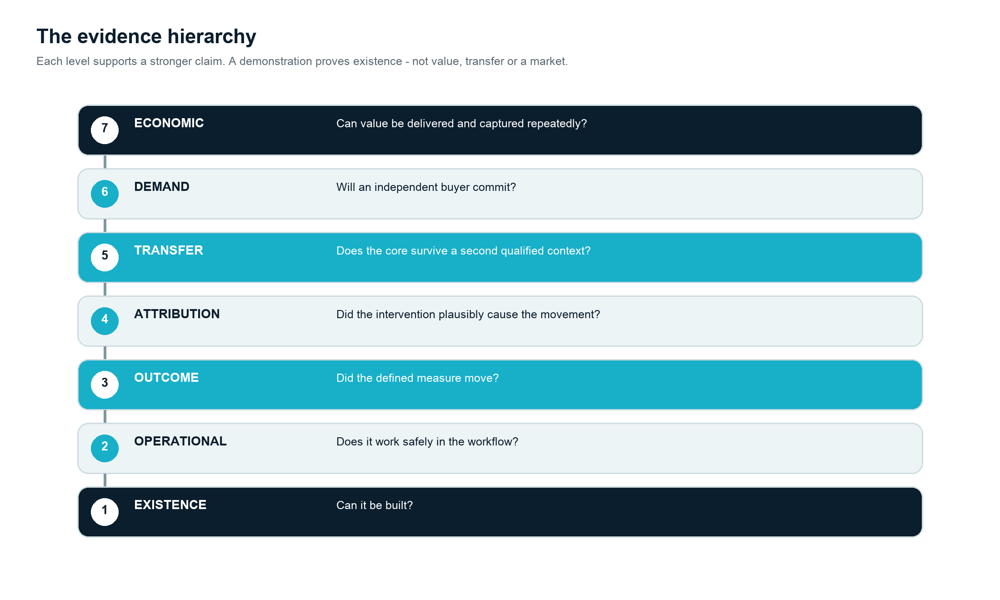 The evidence hierarchy
Each level supports a stronger claim. A demonstration proves existence - not value, transfer or a market.
7 ECONOMIC Can value be delivered and captured repeatedly?
6 DEMAND Will an independent buyer commit?
5 TRANSFER Does the core survive a second qualified context?
4 ATTRIBUTION Did the intervention plausibly cause the movement?
3 OUTCOME Did the defined measure move?
2 OPERATIONAL Does it work safely in the workflow?
1 EXISTENCE Can it be built?